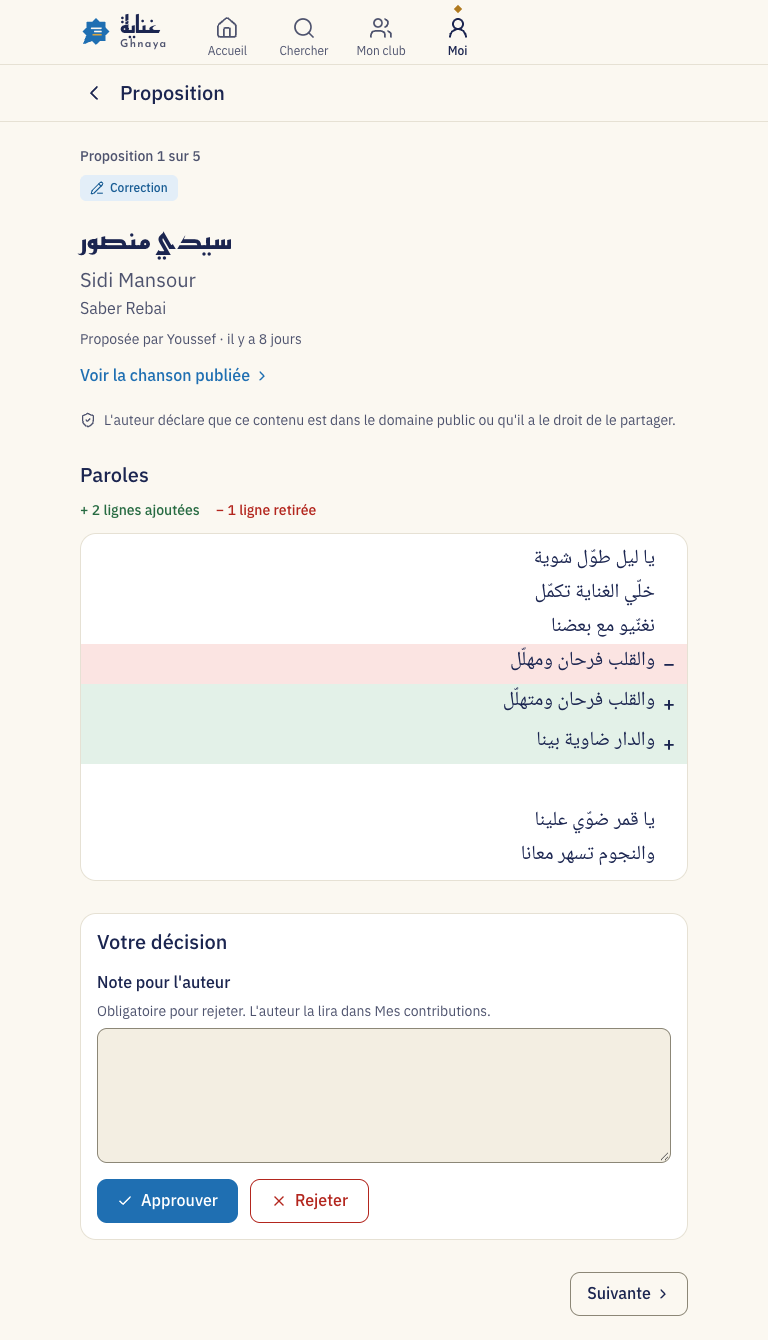 غناية
Ghnaya
Accueil
Chercher
Mon club
Moi
Proposition
Proposition 1 sur 5
Correction
سيدي منصور
Sidi Mansour
Saber Rebai
Proposée par Youssef · il y a 8 jours
Voir la chanson publiée
L'auteur déclare que ce contenu est dans le domaine public ou qu'il a le droit de le partager.
Paroles
+ 2 lignes ajoutées − 1 ligne retirée
يا ليل طوّل شوية
خلّي الغناية تكمّل
نغنّيو مع بعضنا
− والقلب فرحان ومهلّل
+ والقلب فرحان ومتهلّل
+ والدار ضاوية بينا
يا قمر ضوّي علينا
والنجوم تسهر معانا
Votre décision
Note pour l'auteur
Obligatoire pour rejeter. L'auteur la lira dans Mes contributions.
Approuver
Rejeter
Suivante